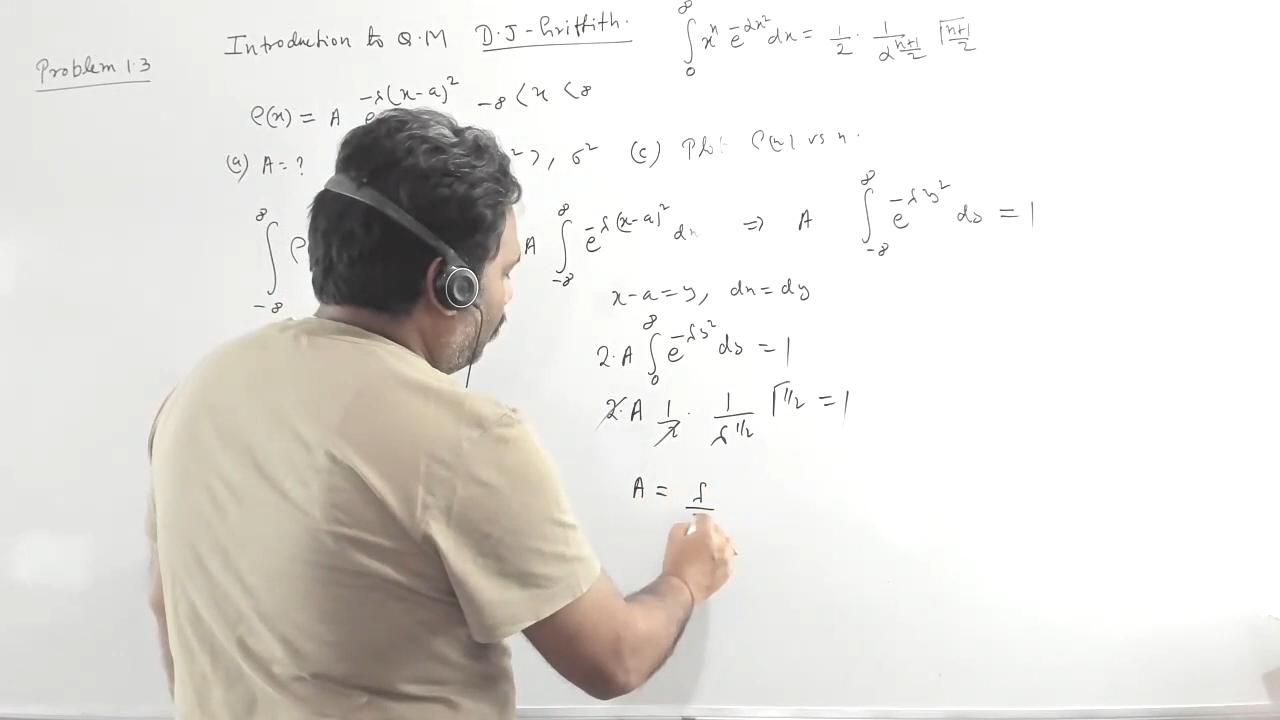 Introduction to Q.M D.J-Griffith.
∫₀^∞ xⁿ e^{-αx²} dx = 1/2 · 1/α^{(n+1)/2} Γ(n+1)/2
Problem 1.3
ρ(x) = A e^{-λ(x-a)²} -∞ < x < ∞
(a) A = ? ²>, σ² (c) Plot ρ(x) vs x.
∫_{-∞}^{∞} ρ A ∫_{-∞}^{∞} e^{-λ(x-a)²} dx ⇒ A ∫_{-∞}^{∞} e^{-λy²} dy = 1
x-a = y, dx = dy
2·A ∫₀^∞ e^{-λy²} dy = 1
2·A 1/2 · 1/λ^{1/2} Γ1/2 = 1
A = λ